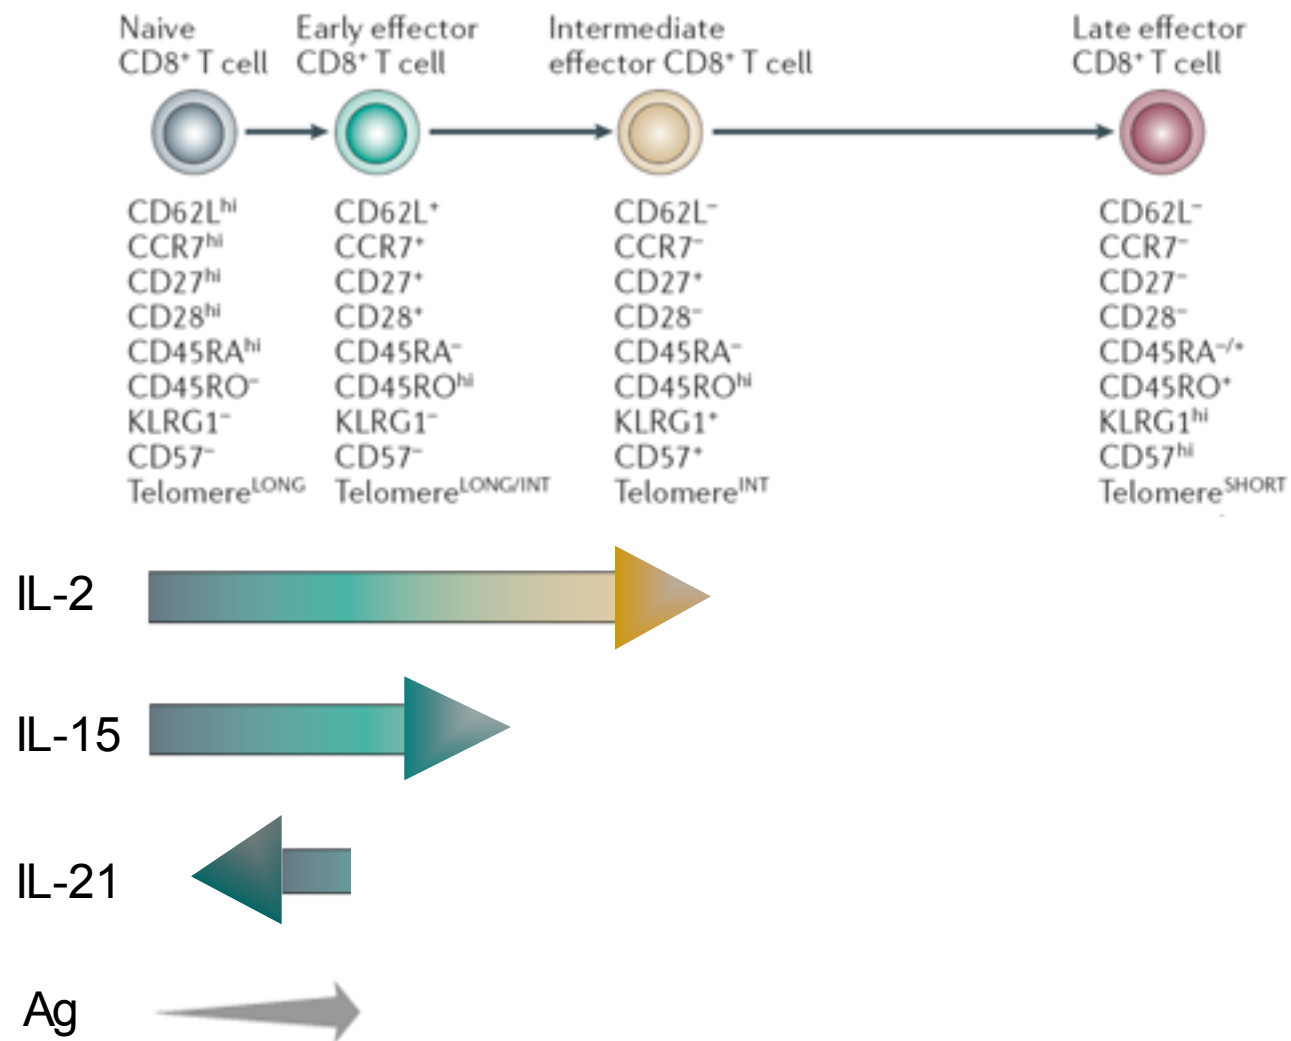 Naive
CD8⁺ T cell
Early effector
CD8⁺ T cell
Intermediate
effector CD8⁺ T cell
Late effector
CD8⁺ T cell
CD62Lʰⁱ
CCR7ʰⁱ
CD27ʰⁱ
CD28ʰⁱ
CD45RAʰⁱ
CD45RO⁻
KLRG1⁻
CD57⁻
Telomereᴸᴼᴺᴳ
CD62L⁺
CCR7⁺
CD27⁺
CD28⁺
CD45RA⁻
CD45ROʰⁱ
KLRG1⁻
CD57⁻
Telomereᴸᴼᴺᴳ/ᴵᴺᵀ
CD62L⁻
CCR7⁻
CD27⁺
CD28⁻
CD45RA⁻
CD45ROʰⁱ
KLRG1⁺
CD57⁺
Telomereᴵᴺᵀ
CD62L⁻
CCR7⁻
CD27⁻
CD28⁻
CD45RA⁻/⁺
CD45RO⁺
KLRG1ʰⁱ
CD57ʰⁱ
Telomereˢᴴᴼᴿᵀ
IL-2
IL-15
IL-21
Ag